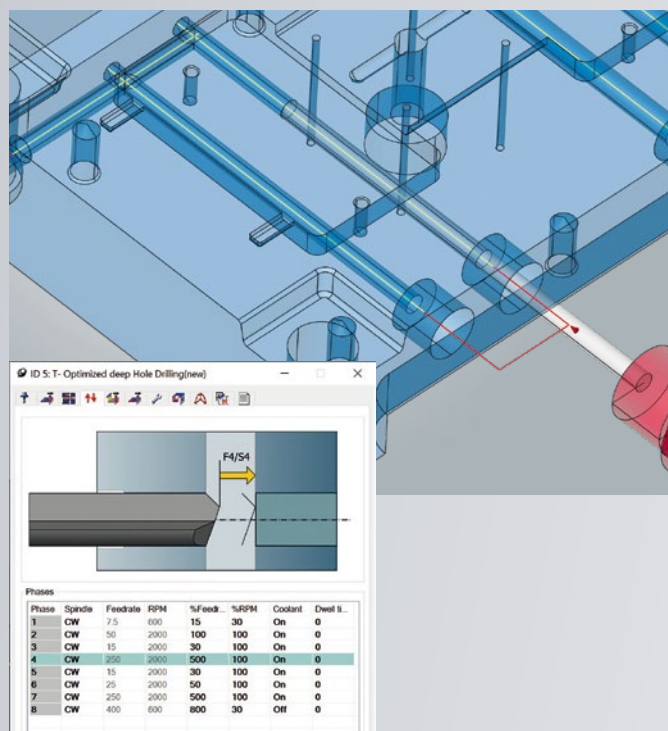 ID 5: T- Optimized deep Hole Drilling(new)
F4/S4
Phases
Phase Spindle Feedrate RPM %Feedr... %RPM Coolant Dwell ti...
1 CW 7.5 600 15 30 On 0
2 CW 50 2000 100 100 On 0
3 CW 15 2000 30 100 On 0
4 CW 250 2000 500 100 On 0
5 CW 15 2000 30 100 On 0
6 CW 25 2000 50 100 On 0
7 CW 250 2000 500 100 On 0
8 CW 400 600 800 30 Off 0